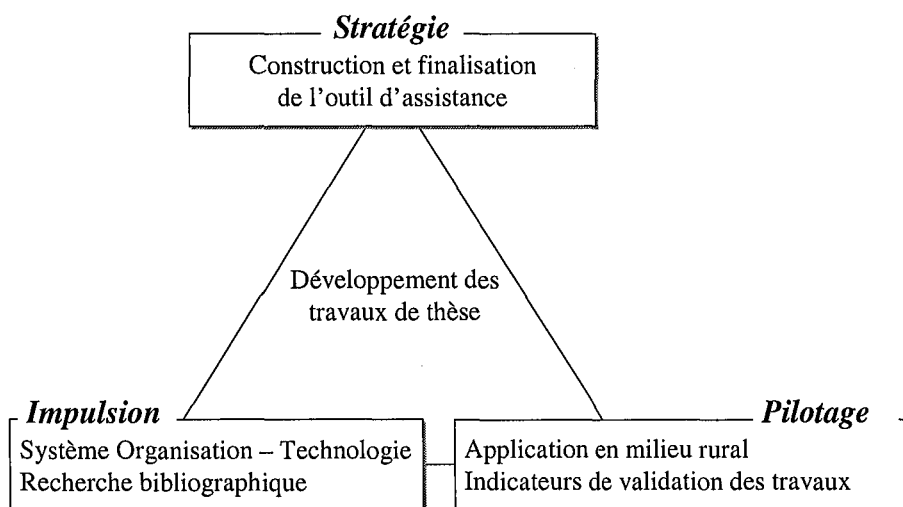 Stratégie
Construction et finalisation
de l'outil d'assistance
Développement des
travaux de thèse
Impulsion
Système Organisation – Technologie
Recherche bibliographique
Pilotage
Application en milieu rural
Indicateurs de validation des travaux